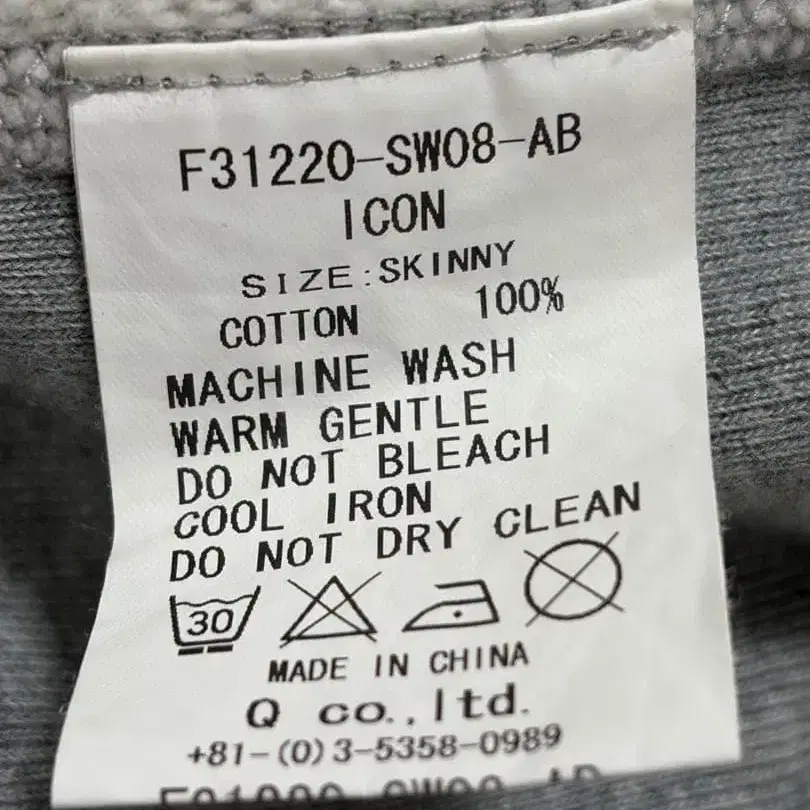 F31220-SW08-AB
ICON
SIZE:SKINNY
COTTON 100%
MACHINE WASH
WARM GENTLE
DO NOT BLEACH
COOL IRON
DO NOT DRY CLEAN
30
MADE IN CHINA
Q co.,ltd.
+81-(0)3-5358-0989